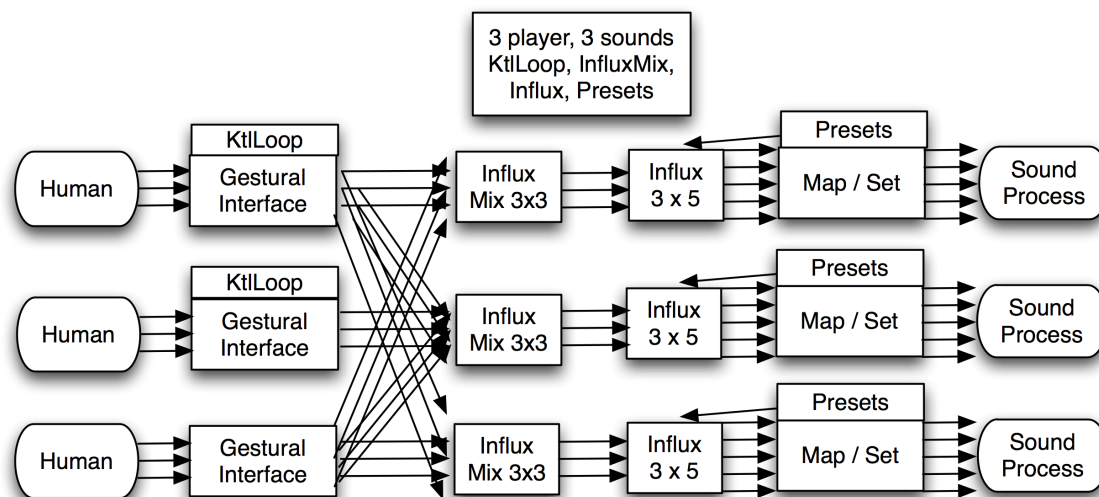 3 player, 3 sounds
KtlLoop, InfluxMix,
Influx, Presets
Human
KtlLoop
Gestural
Interface
Influx
Mix 3x3
Influx
3 x 5
Presets
Map / Set
Sound
Process
Human
KtlLoop
Gestural
Interface
Influx
Mix 3x3
Influx
3 x 5
Presets
Map / Set
Sound
Process
Human
Gestural
Interface
Influx
Mix 3x3
Influx
3 x 5
Presets
Map / Set
Sound
Process